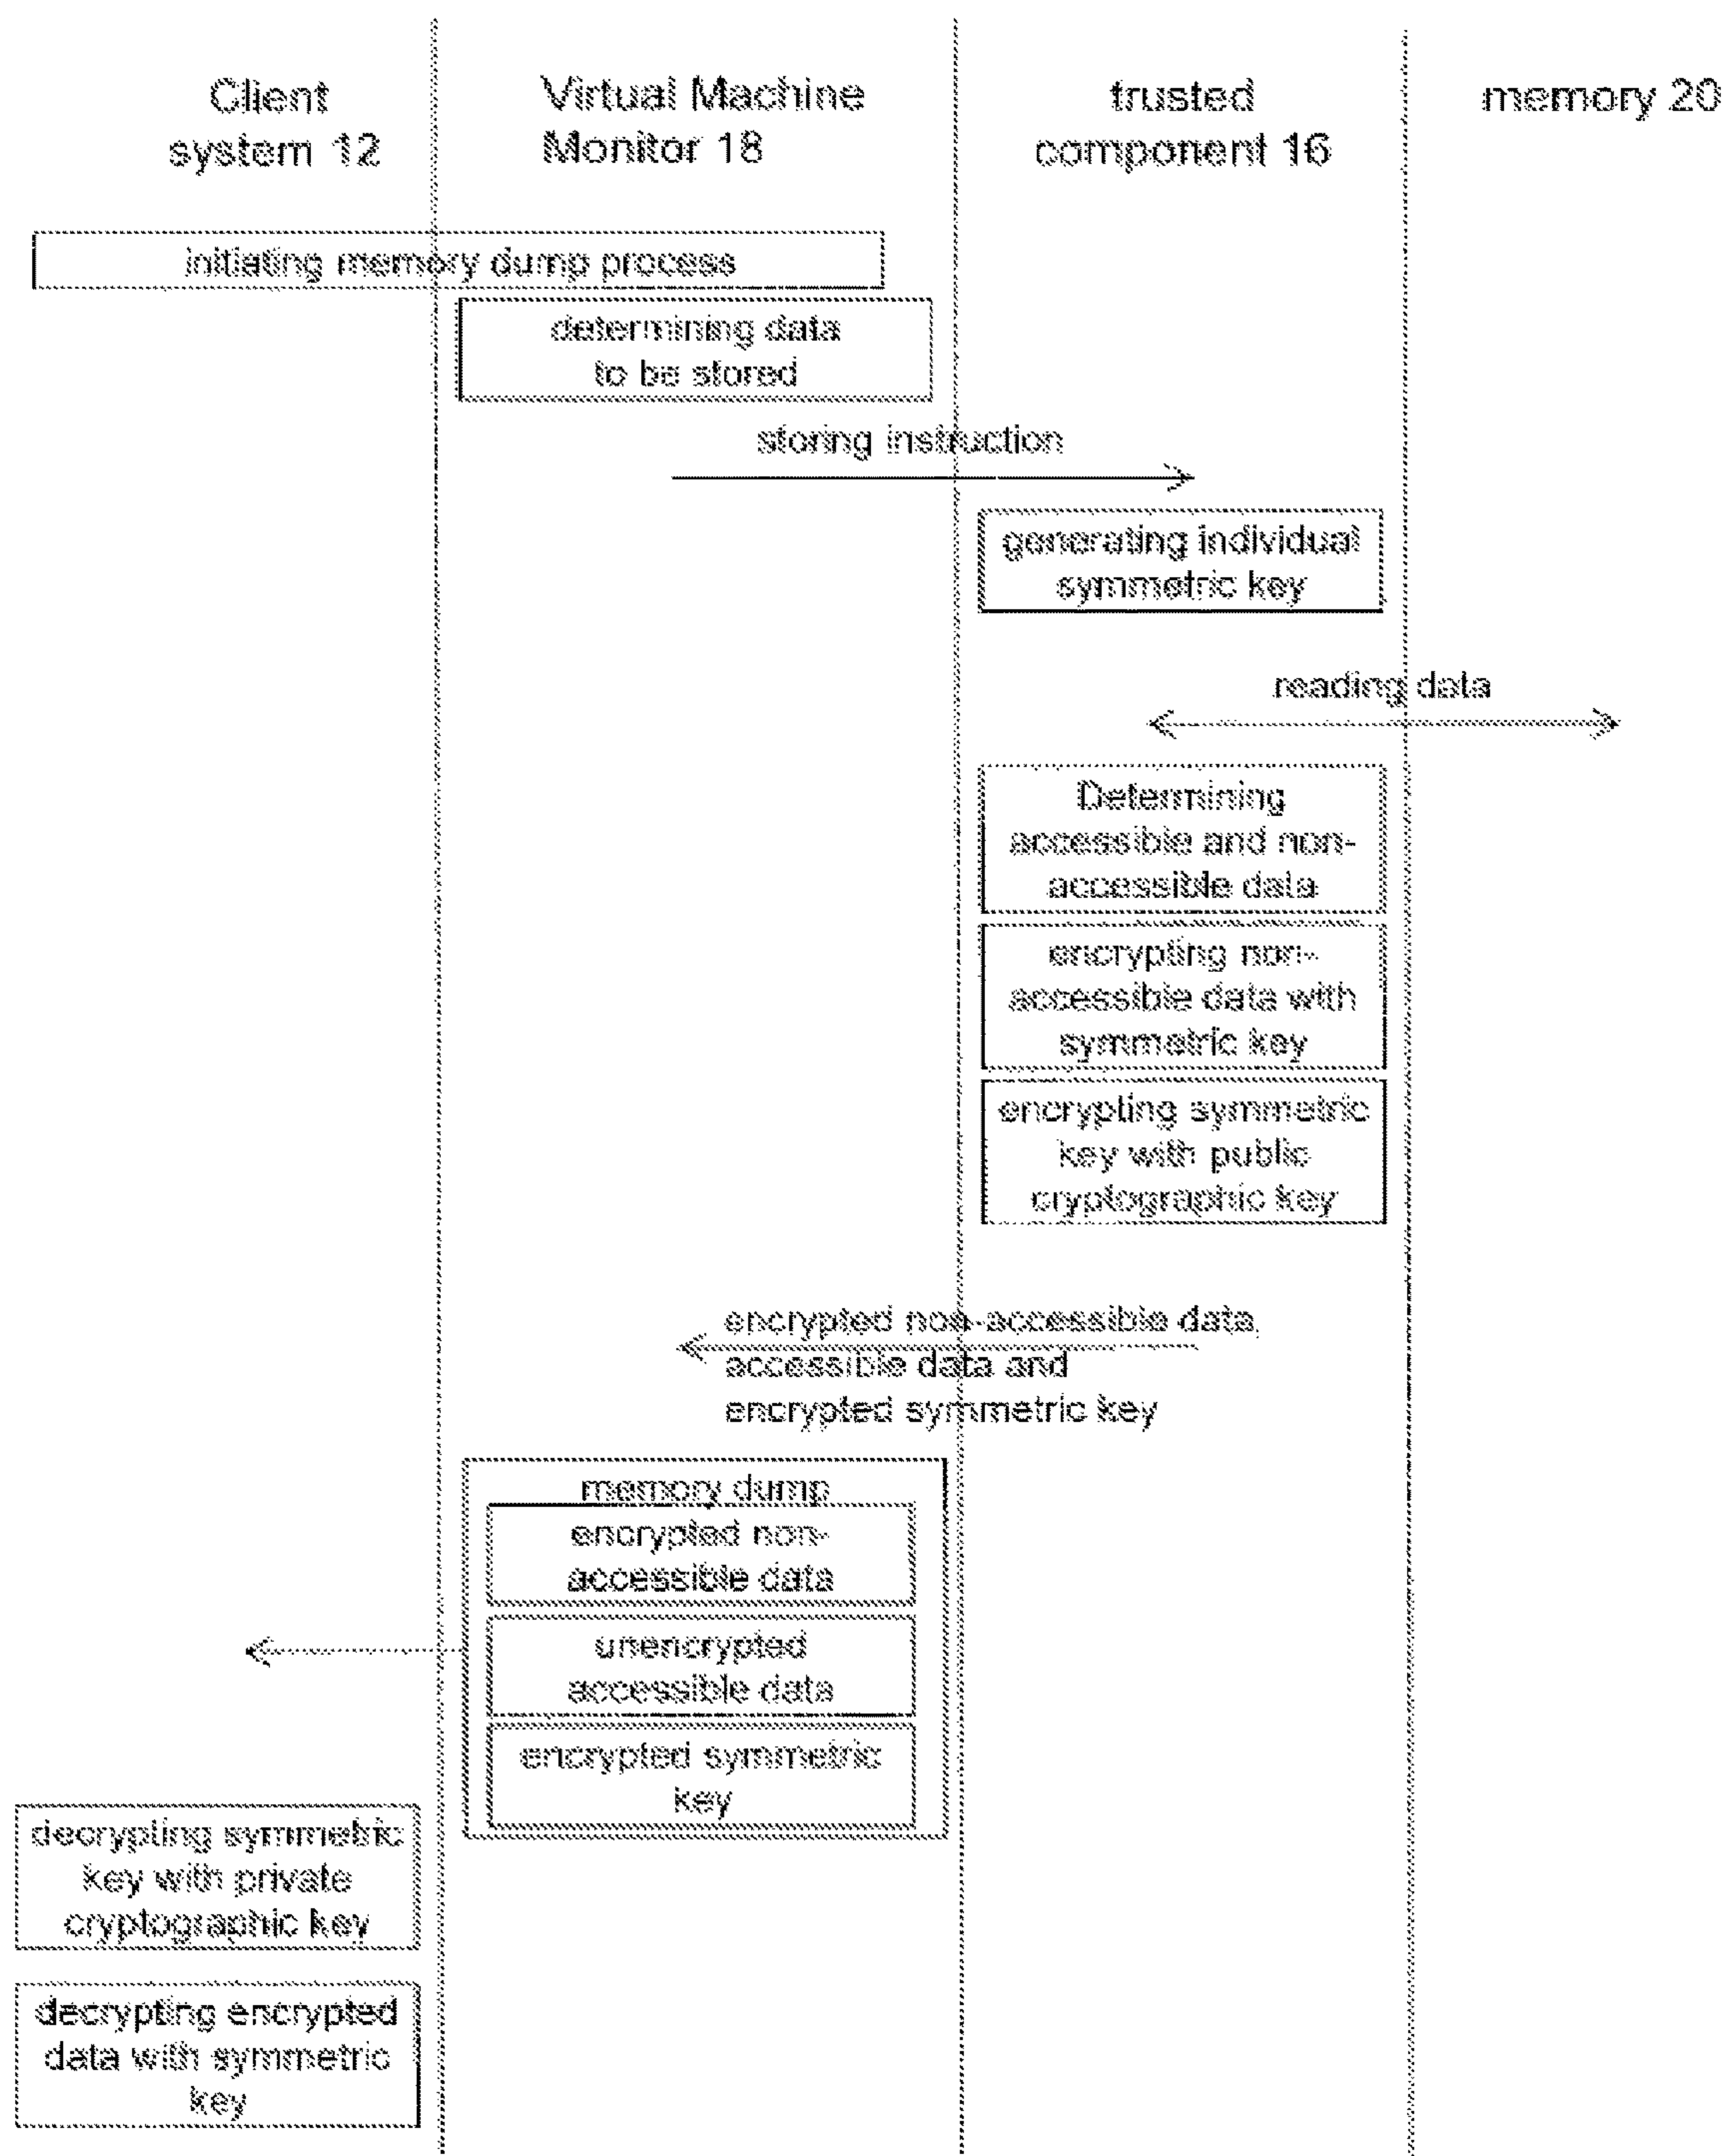 Client
system 12
Virtual Machine
Monitor 18
trusted
component 16
memory 20
initiating memory dump process
determining data
to be stored
storing instruction
generating individual
symmetric key
reading data
Determining
accessible and non-
accessible data
encrypting non-
accessible data with
symmetric key
encrypting symmetric
key with public
cryptographic key
encrypted non-accessible data,
accessible data and
encrypted symmetric key
memory dump
encrypted non-
accessible data
unencrypted
accessible data
encrypted symmetric
key
decrypting symmetric
key with private
cryptographic key
decrypting encrypted
data with symmetric
key